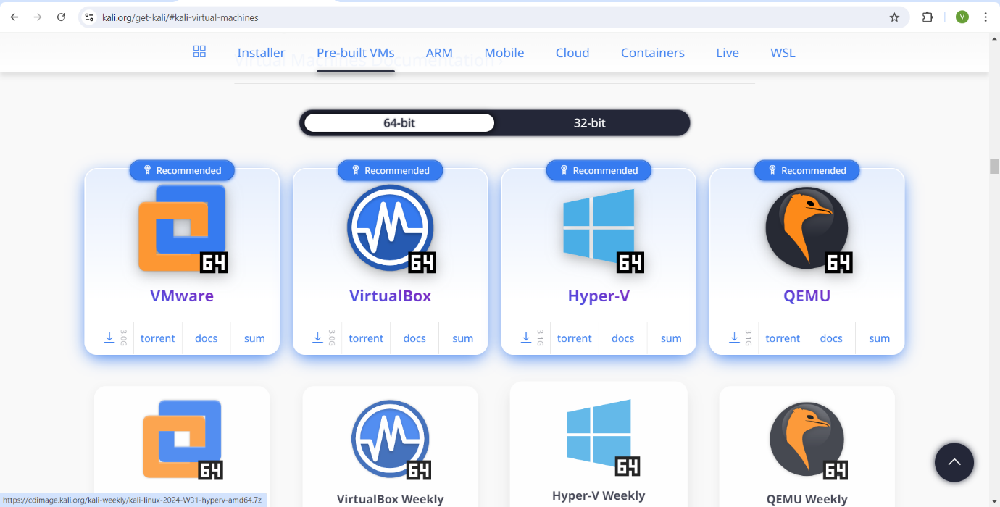 kali.org/get-kali/#kali-virtual-machines
V
Installer Pre-built VMs ARM Mobile Cloud Containers Live WSL
Virtual Machines Documentation
64-bit 32-bit
Recommended Recommended Recommended Recommended
64 64 64 64
VMware VirtualBox Hyper-V QEMU
3.0G torrent docs sum 3.0G torrent docs sum 3.1G torrent docs sum 3.1G torrent docs sum
64 64 64 64
VirtualBox Weekly Hyper-V Weekly QEMU Weekly
https://cdimage.kali.org/kali-weekly/kali-linux-2024-W31-hyperv-amd64.7z